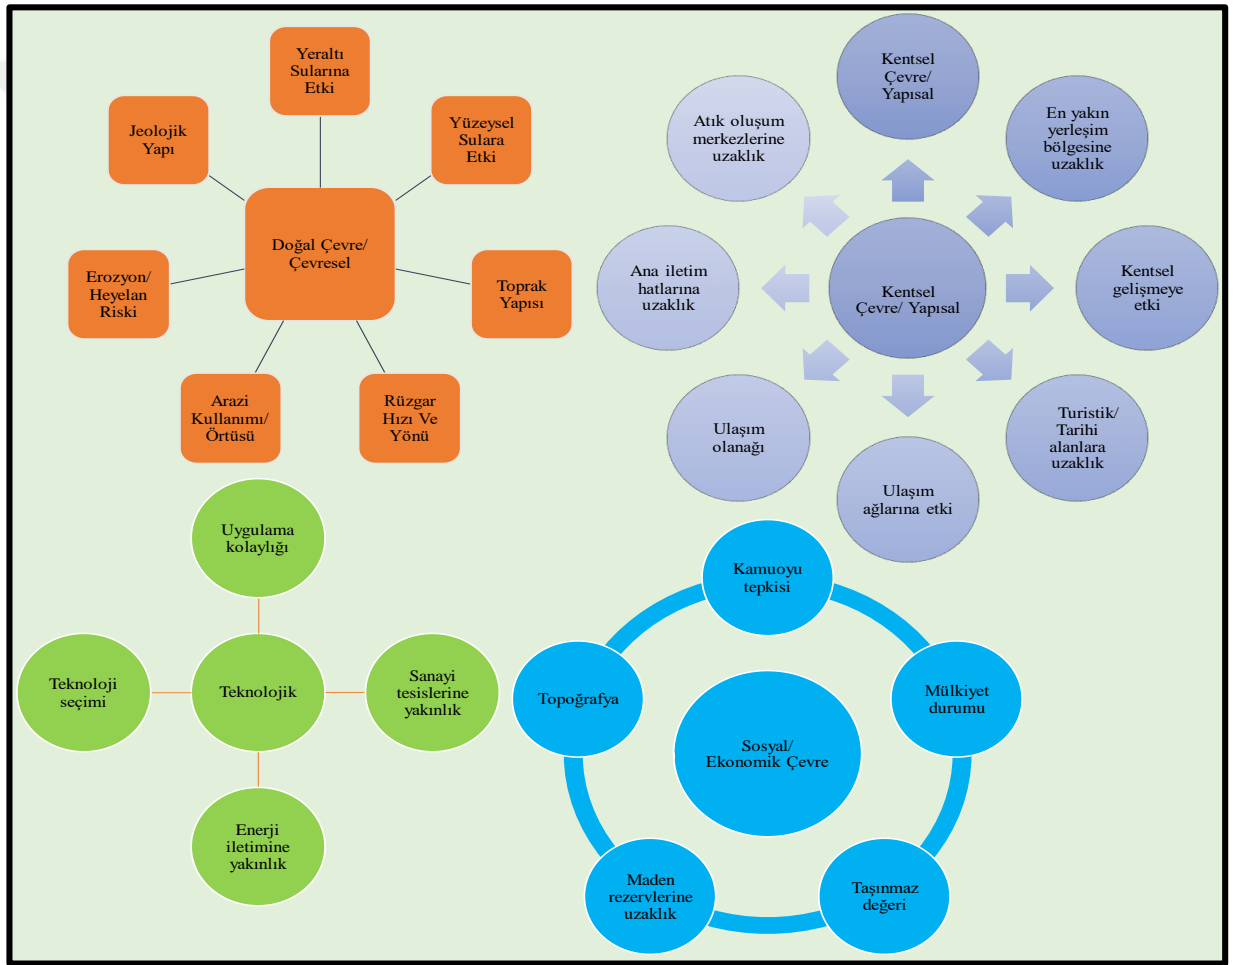 Yeraltı
Sularına
Etki
Jeolojik
Yapı
Yüzeysel
Sulara
Etki
Doğal Çevre/
Çevresel
Erozyon/
Heyelan
Riski
Toprak
Yapısı
Arazi
Kullanımı/
Örtüsü
Rüzgar
Hızı Ve
Yönü
Kentsel
Çevre/
Yapısal
Atık oluşum
merkezlerine
uzaklık
En yakın
yerleşim
bölgesine
uzaklık
Ana iletim
hatlarına
uzaklık
Kentsel
Çevre/ Yapısal
Kentsel
gelişmeye
etki
Ulaşım
olanağı
Turistik/
Tarihi
alanlara
uzaklık
Ulaşım
ağlarına etki
Uygulama
kolaylığı
Teknoloji
seçimi
Teknolojik
Sanayi
tesislerine
yakınlık
Enerji
iletimine
yakınlık
Kamuoyu
tepkisi
Topoğrafya
Mülkiyet
durumu
Sosyal/
Ekonomik Çevre
Maden
rezervlerine
uzaklık
Taşınmaz
değeri